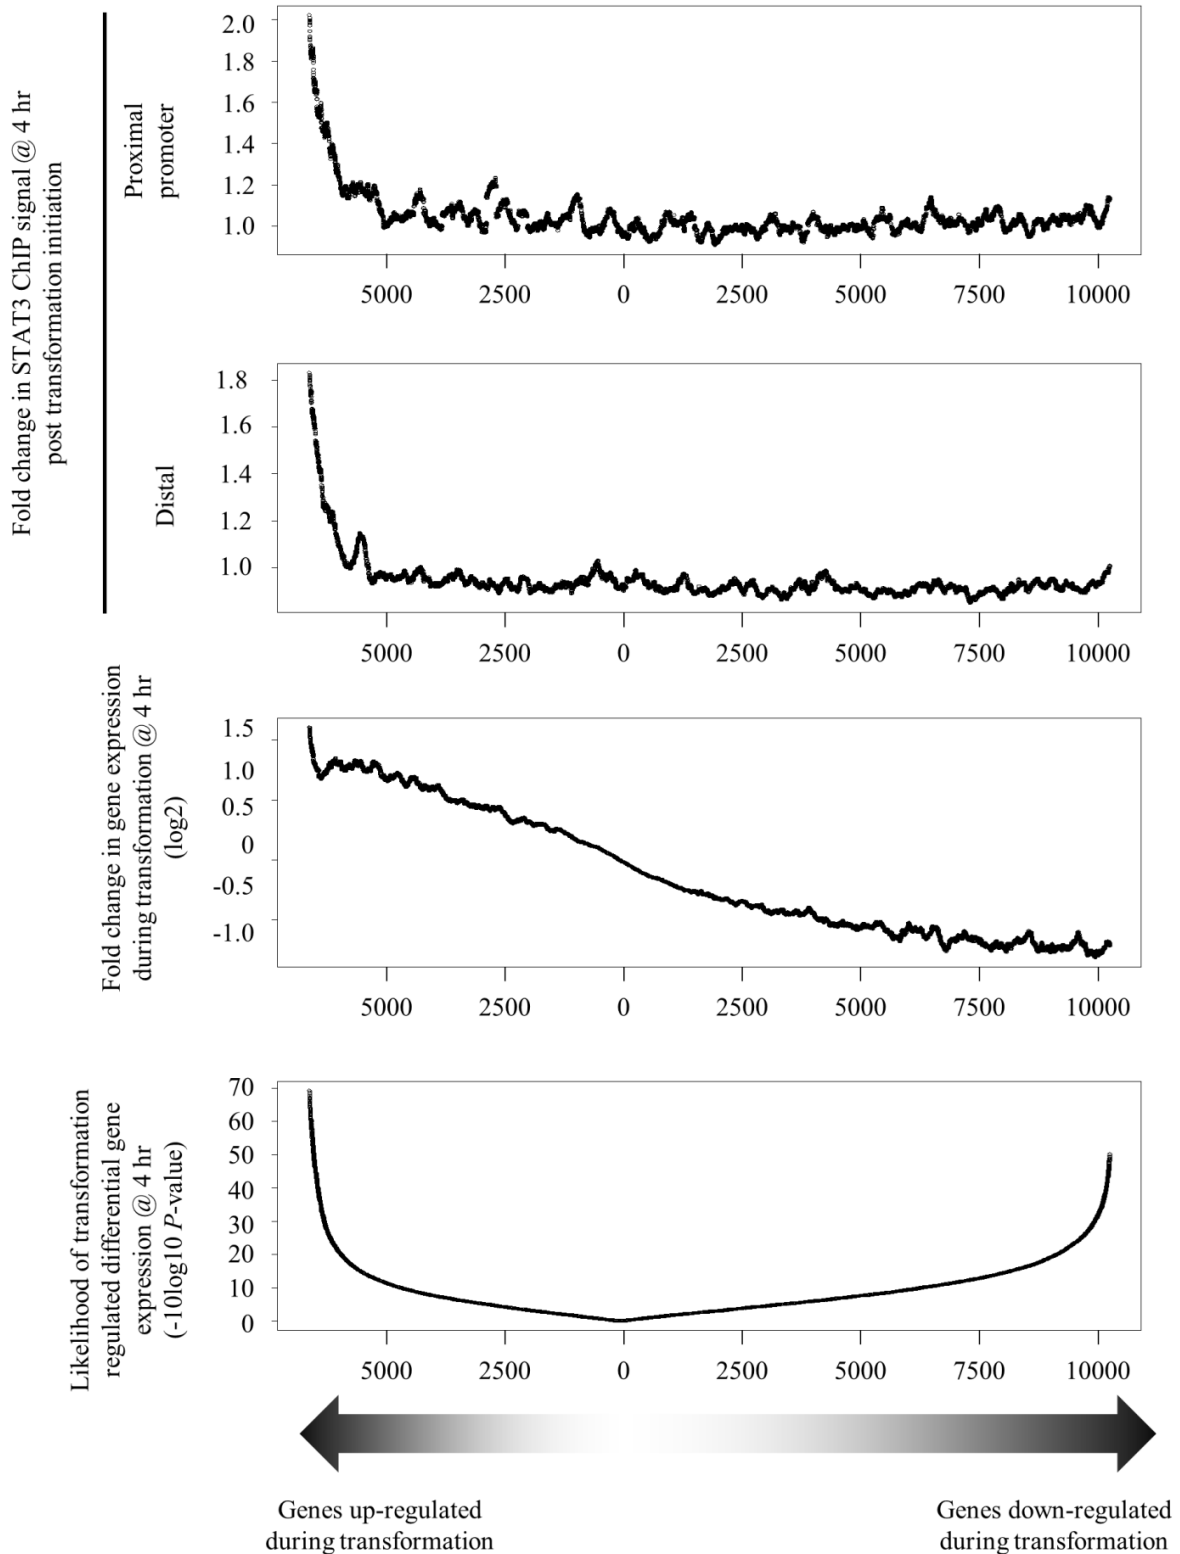 Fold change in STAT3 ChIP signal @ 4 hr
post transformation initiation
Proximal
promoter
2.0
1.8
1.6
1.4
1.2
1.0
5000 2500 0 2500 5000 7500 10000
Distal
1.8
1.6
1.4
1.2
1.0
5000 2500 0 2500 5000 7500 10000
Fold change in gene expression
during transformation @ 4 hr
(log2)
1.5
1.0
0.5
0
-0.5
-1.0
5000 2500 0 2500 5000 7500 10000
Likelihood of transformation
regulated differential gene
expression @ 4 hr
(-10log10 P-value)
70
60
50
40
30
20
10
0
5000 2500 0 2500 5000 7500 10000
Genes up-regulated
during transformation
Genes down-regulated
during transformation